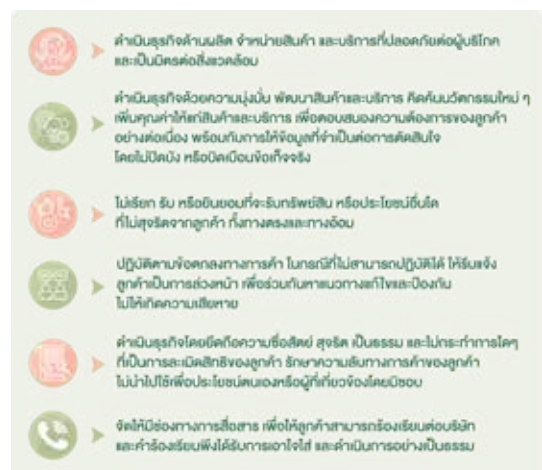 ดำเนินธุรกิจด้านผลิต จำหน่ายสินค้า และบริการที่ปลอดภัยต่อผู้บริโภค
และเป็นมิตรต่อสิ่งแวดล้อม
ดำเนินธุรกิจด้วยความมุ่งมั่น พัฒนาสินค้าและบริการ คิดค้นนวัตกรรมใหม่ ๆ
เพิ่มคุณค่าให้แก่สินค้าและบริการ เพื่อตอบสนองความต้องการของลูกค้า
อย่างต่อเนื่อง พร้อมกับการให้ข้อมูลที่จำเป็นต่อการตัดสินใจ
โดยไม่ปิดบัง หรือบิดเบือนข้อเท็จจริง
ไม่เรียก รับ หรือยินยอมที่จะรับทรัพย์สิน หรือประโยชน์อื่นใด
ที่ไม่สุจริตจากลูกค้า ทั้งทางตรงและทางอ้อม
ปฏิบัติตามข้อตกลงทางการค้า ในกรณีที่ไม่สามารถปฏิบัติได้ ให้รีบแจ้ง
ลูกค้าเป็นการล่วงหน้า เพื่อร่วมกันหาแนวทางแก้ไขและป้องกัน
ไม่ให้เกิดความเสียหาย
ดำเนินธุรกิจโดยยึดถือความซื่อสัตย์ สุจริต เป็นธรรม และไม่กระทำการใดๆ
ที่เป็นการละเมิดสิทธิของลูกค้า รักษาความลับทางการค้าของลูกค้า
ไม่นำไปใช้เพื่อประโยชน์ตนเองหรือผู้ที่เกี่ยวข้องโดยมิชอบ
จัดให้มีช่องทางการสื่อสาร เพื่อให้ลูกค้าสามารถร้องเรียนต่อบริษัท
และคำร้องเรียนพึงได้รับการเอาใจใส่ และดำเนินการอย่างเป็นธรรม